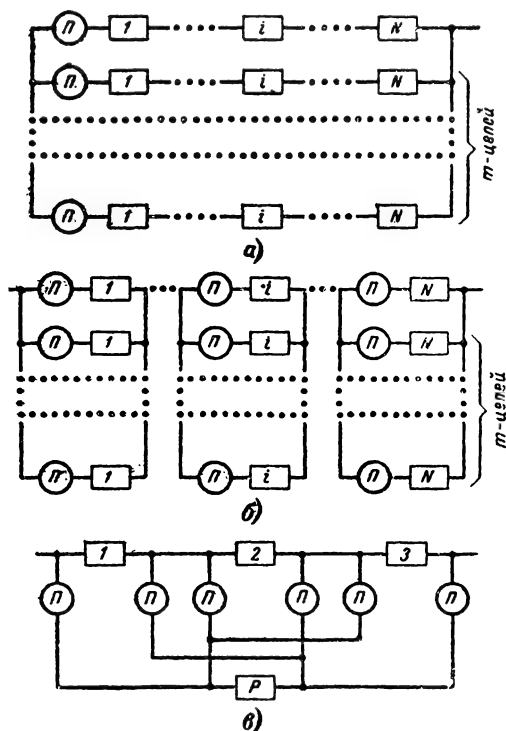 П 1 i N
П 1 i N
П 1 i N
m-цепей
а)
П 1 П i П N
П 1 П i П N
П 1 П i П N
m-цепей
б)
1 2 3
П П П П П П
Р
в)